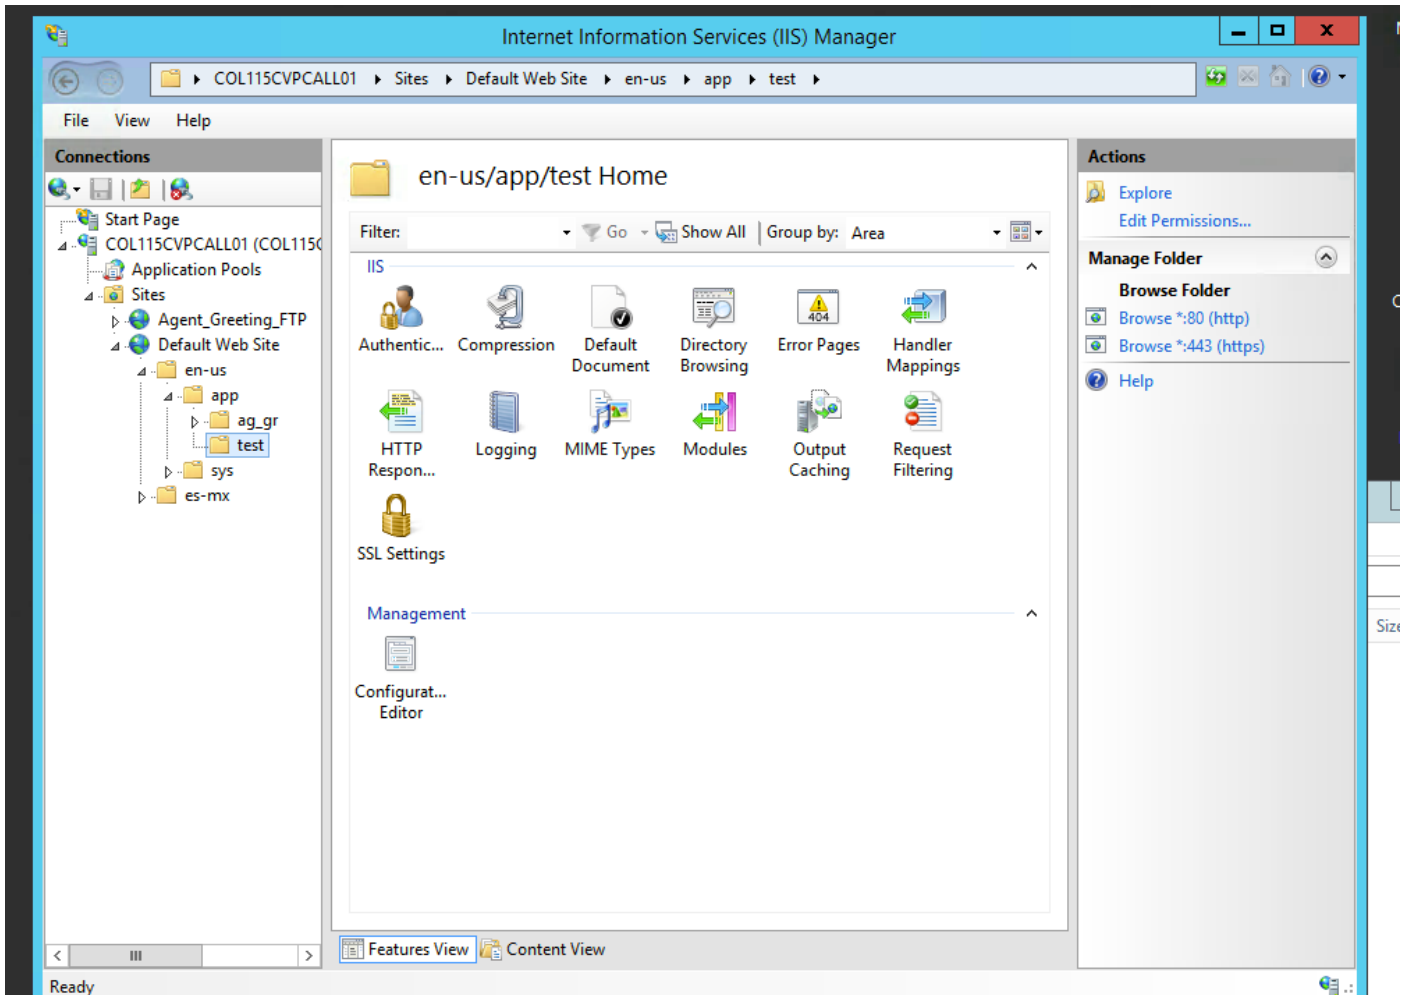 Internet Information Services (IIS) Manager
COL115CVPCALL01 Sites Default Web Site en-us app test
File View Help
Connections
Start Page
COL115CVPCALL01 (COL115C
Application Pools
Sites
Agent_Greeting_FTP
Default Web Site
en-us
app
ag_gr
test
sys
es-mx
en-us/app/test Home
Filter: Go Show All Group by: Area
IIS
Authentic... Compression Default Document Directory Browsing Error Pages Handler Mappings
404
HTTP Respon... Logging MIME Types Modules Output Caching Request Filtering
SSL Settings
Management
Configurat... Editor
Features View Content View
Actions
Explore
Edit Permissions...
Manage Folder
Browse Folder
Browse *:80 (http)
Browse *:443 (https)
Help
Ready
Size